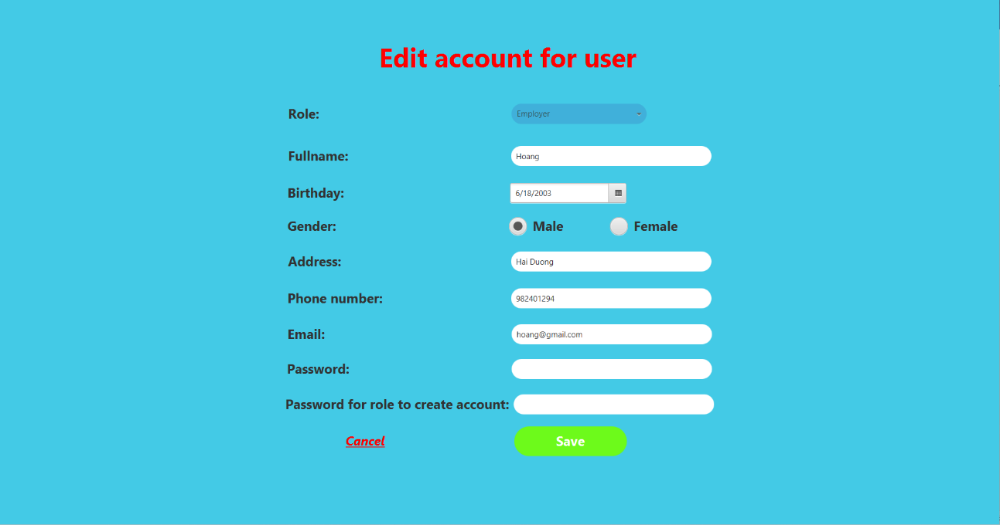 Edit account for user
Role: Employer
Fullname: Hoang
Birthday: 6/18/2003
Gender: Male Female
Address: Hai Duong
Phone number: 982401294
Email: hoang@gmail.com
Password:
Password for role to create account:
Cancel Save